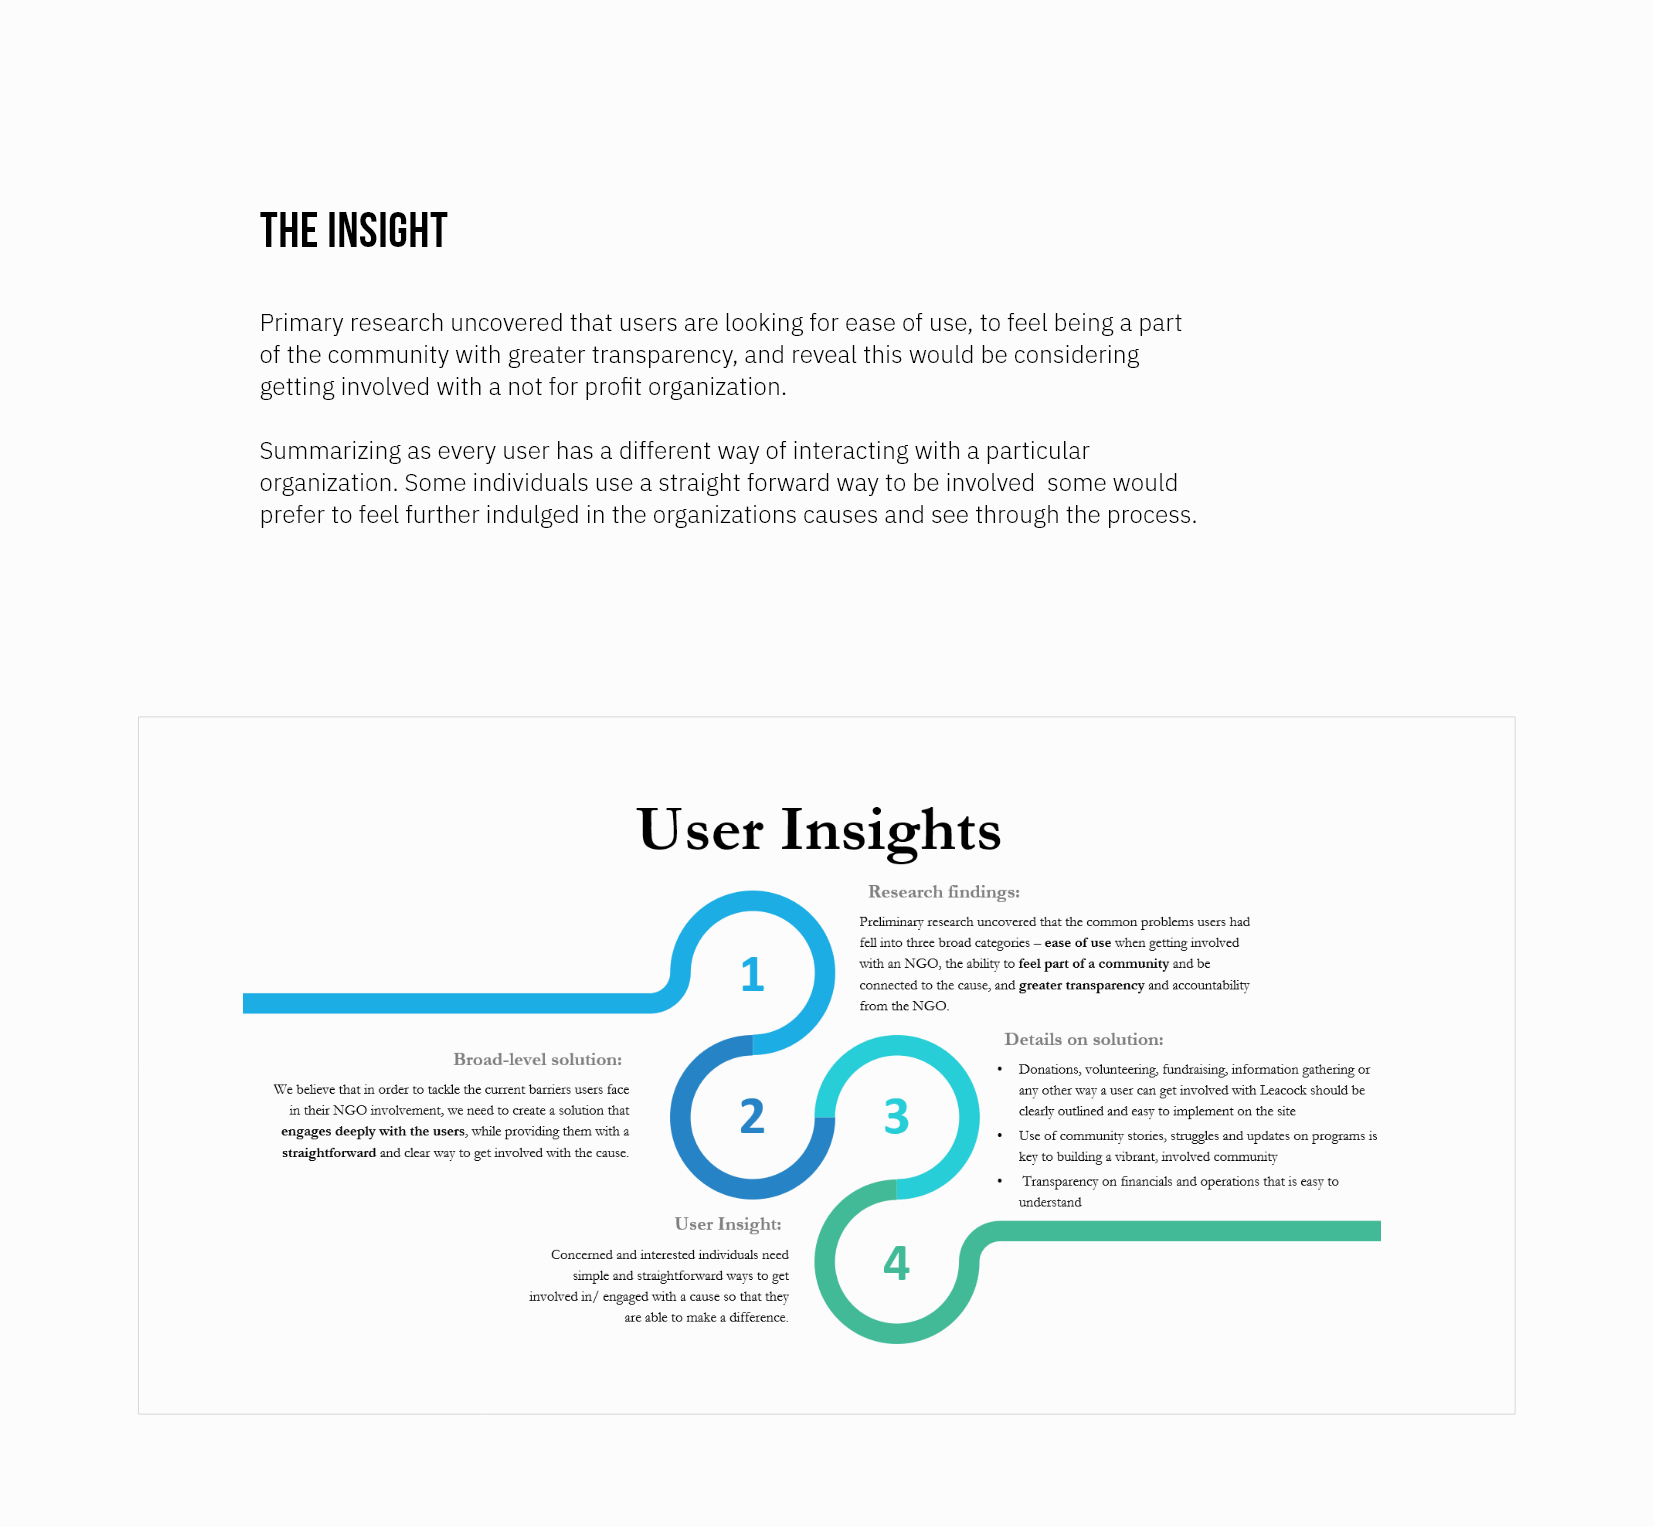 THE INSIGHT
Primary research uncovered that users are looking for ease of use, to feel being a part
of the community with greater transparency, and reveal this would be considering
getting involved with a not for profit organization.
Summarizing as every user has a different way of interacting with a particular
organization. Some individuals use a straight forward way to be involved  some would
prefer to feel further indulged in the organizations causes and see through the process.
User Insights
1
Research findings:
Preliminary research uncovered that the common problems users had
fell into three broad categories – ease of use when getting involved
with an NGO, the ability to feel part of a community and be
connected to the cause, and greater transparency and accountability
from the NGO.
2
Broad-level solution:
We believe that in order to tackle the current barriers users face
in their NGO involvement, we need to create a solution that
engages deeply with the users, while providing them with a
straightforward and clear way to get involved with the cause.
3
Details on solution:
• Donations, volunteering, fundraising, information gathering or
any other way a user can get involved with Leacock should be
clearly outlined and easy to implement on the site
• Use of community stories, struggles and updates on programs is
key to building a vibrant, involved community
• Transparency on financials and operations that is easy to
understand
4
User Insight:
Concerned and interested individuals need
simple and straightforward ways to get
involved in/ engaged with a cause so that they
are able to make a difference.